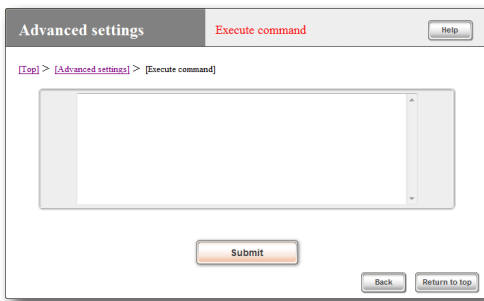 Advanced settings Execute command Help
[Top] > [Advanced settings] > [Execute command]
Submit
Back Return to top